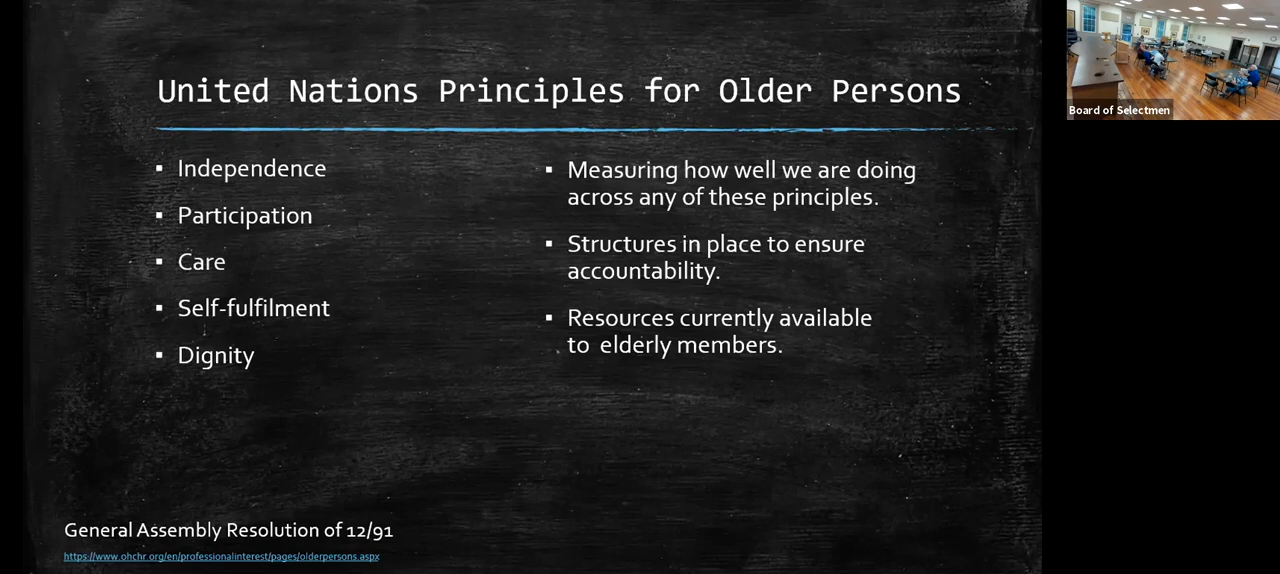 United Nations Principles for Older Persons
Independence
Participation
Care
Self-fulfilment
Dignity
Measuring how well we are doing
across any of these principles.
Structures in place to ensure
accountability.
Resources currently available
to elderly members.
General Assembly Resolution of 12/91
https://www.ohchr.org/en/professionalinterest/pages/olderpersons.aspx
Board of Selectmen